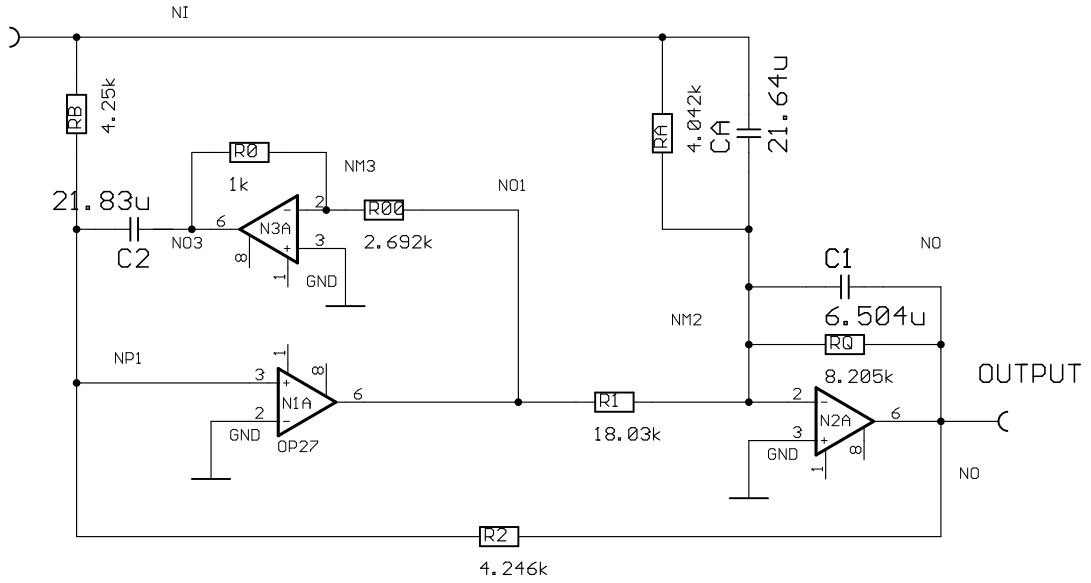 NI
RB
4.25k
RA
4.042k
CA
21.64u
R0
1k
NM3
NO1
21.83u
C2
NO3
6
N3A
2
-
3
+
8
1
GND
R00
2.692k
NO
C1
6.504u
NM2
RQ
8.205k
OUTPUT
NP1
1
8
3
+
2
-
N1A
6
GND
OP27
R1
18.03k
2
-
3
+
N2A
6
8
1
GND
NO
R2
4.246k